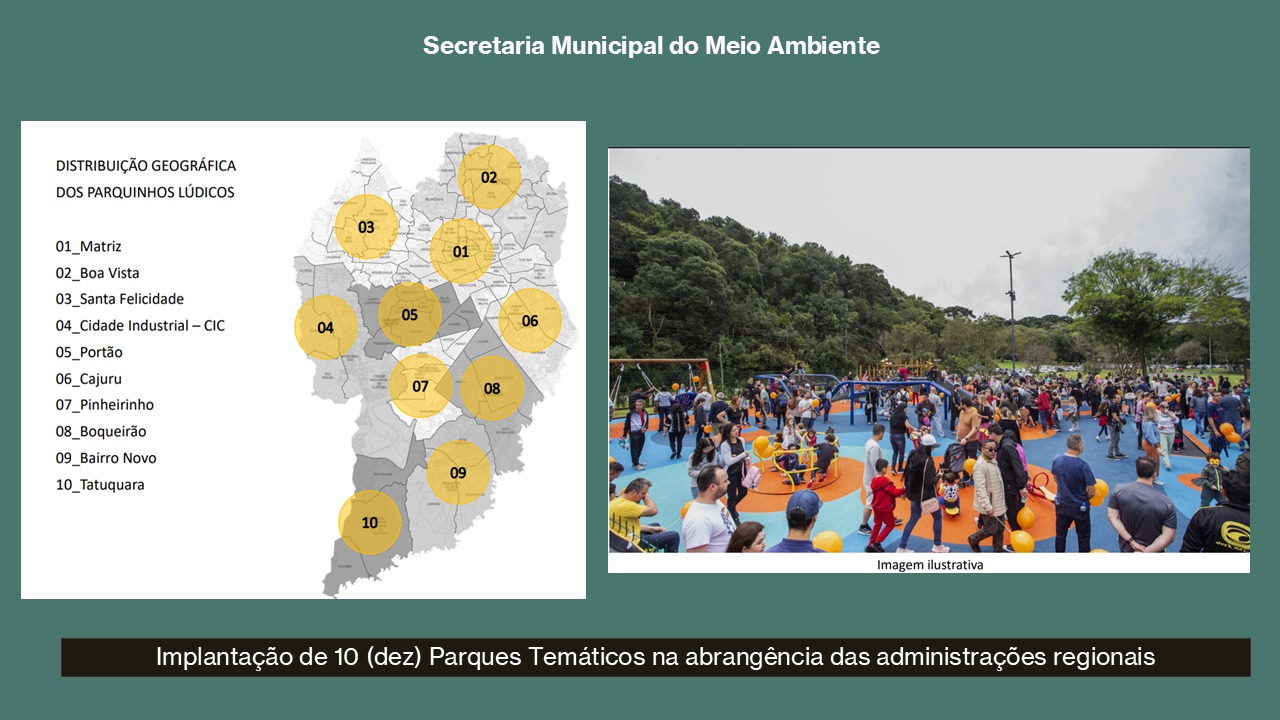 Secretaria Municipal do Meio Ambiente
DISTRIBUIÇÃO GEOGRÁFICA
DOS PARQUINHOS LÚDICOS
01_Matriz
02_Boa Vista
03_Santa Felicidade
04_Cidade Industrial – CIC
05_Portão
06_Cajuru
07_Pinheirinho
08_Boqueirão
09_Bairro Novo
10_Tatuquara
02
03
01
05
04
06
07
08
09
10
Imagem ilustrativa
Implantação de 10 (dez) Parques Temáticos na abrangência das administrações regionais